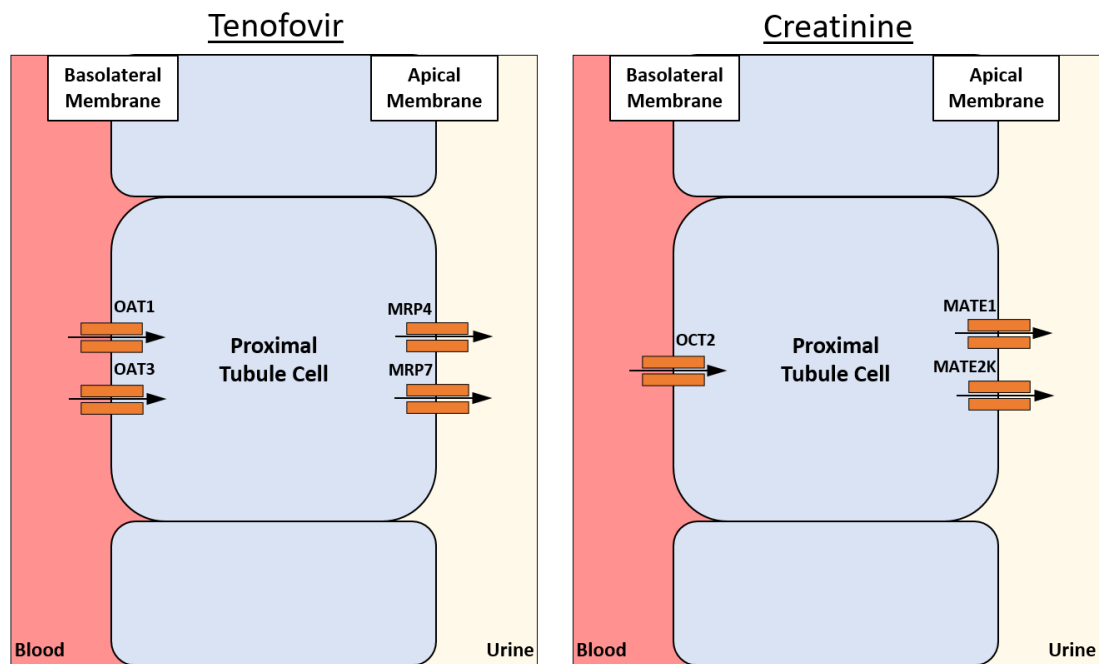 Tenofovir
Basolateral
Membrane
Apical
Membrane
OAT1
OAT3
Proximal
Tubule Cell
MRP4
MRP7
Blood
Urine
Creatinine
Basolateral
Membrane
Apical
Membrane
OCT2
Proximal
Tubule Cell
MATE1
MATE2K
Blood
Urine